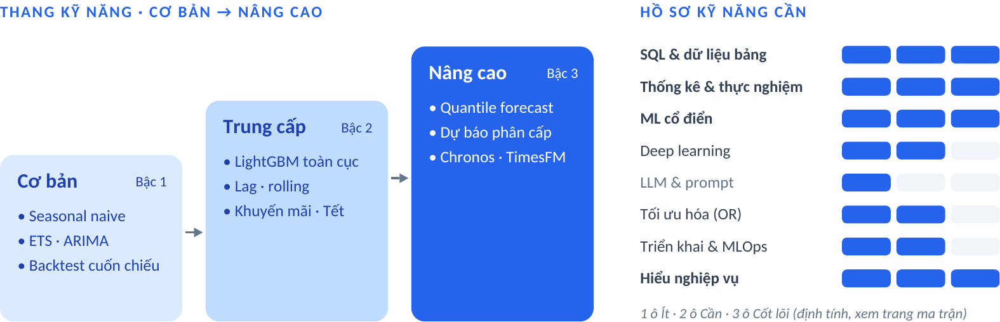 THANG KỸ NĂNG · CƠ BẢN → NÂNG CAO
Cơ bản Bậc 1
• Seasonal naive
• ETS · ARIMA
• Backtest cuốn chiếu
Trung cấp Bậc 2
• LightGBM toàn cục
• Lag · rolling
• Khuyến mãi · Tết
Nâng cao Bậc 3
• Quantile forecast
• Dự báo phân cấp
• Chronos · TimesFM
HỒ SƠ KỸ NĂNG CẦN
SQL & dữ liệu bảng
Thống kê & thực nghiệm
ML cổ điển
Deep learning
LLM & prompt
Tối ưu hóa (OR)
Triển khai & MLOps
Hiểu nghiệp vụ
1 ô Ít · 2 ô Cần · 3 ô Cốt lõi (định tính, xem trang ma trận)